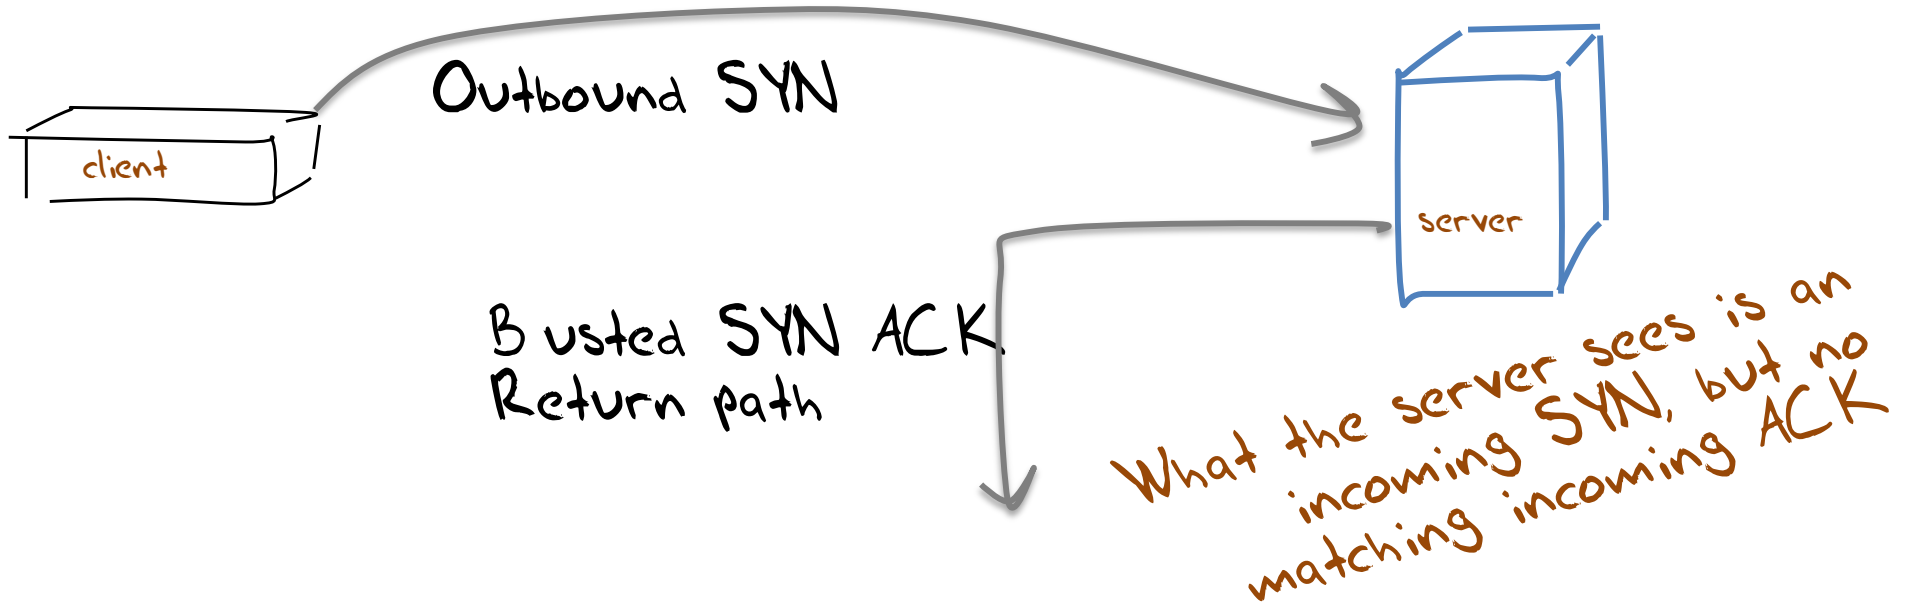 Outbound SYN
client
server
Busted SYN ACK
Return path
What the server sees is an
incoming SYN, but no
matching incoming ACK